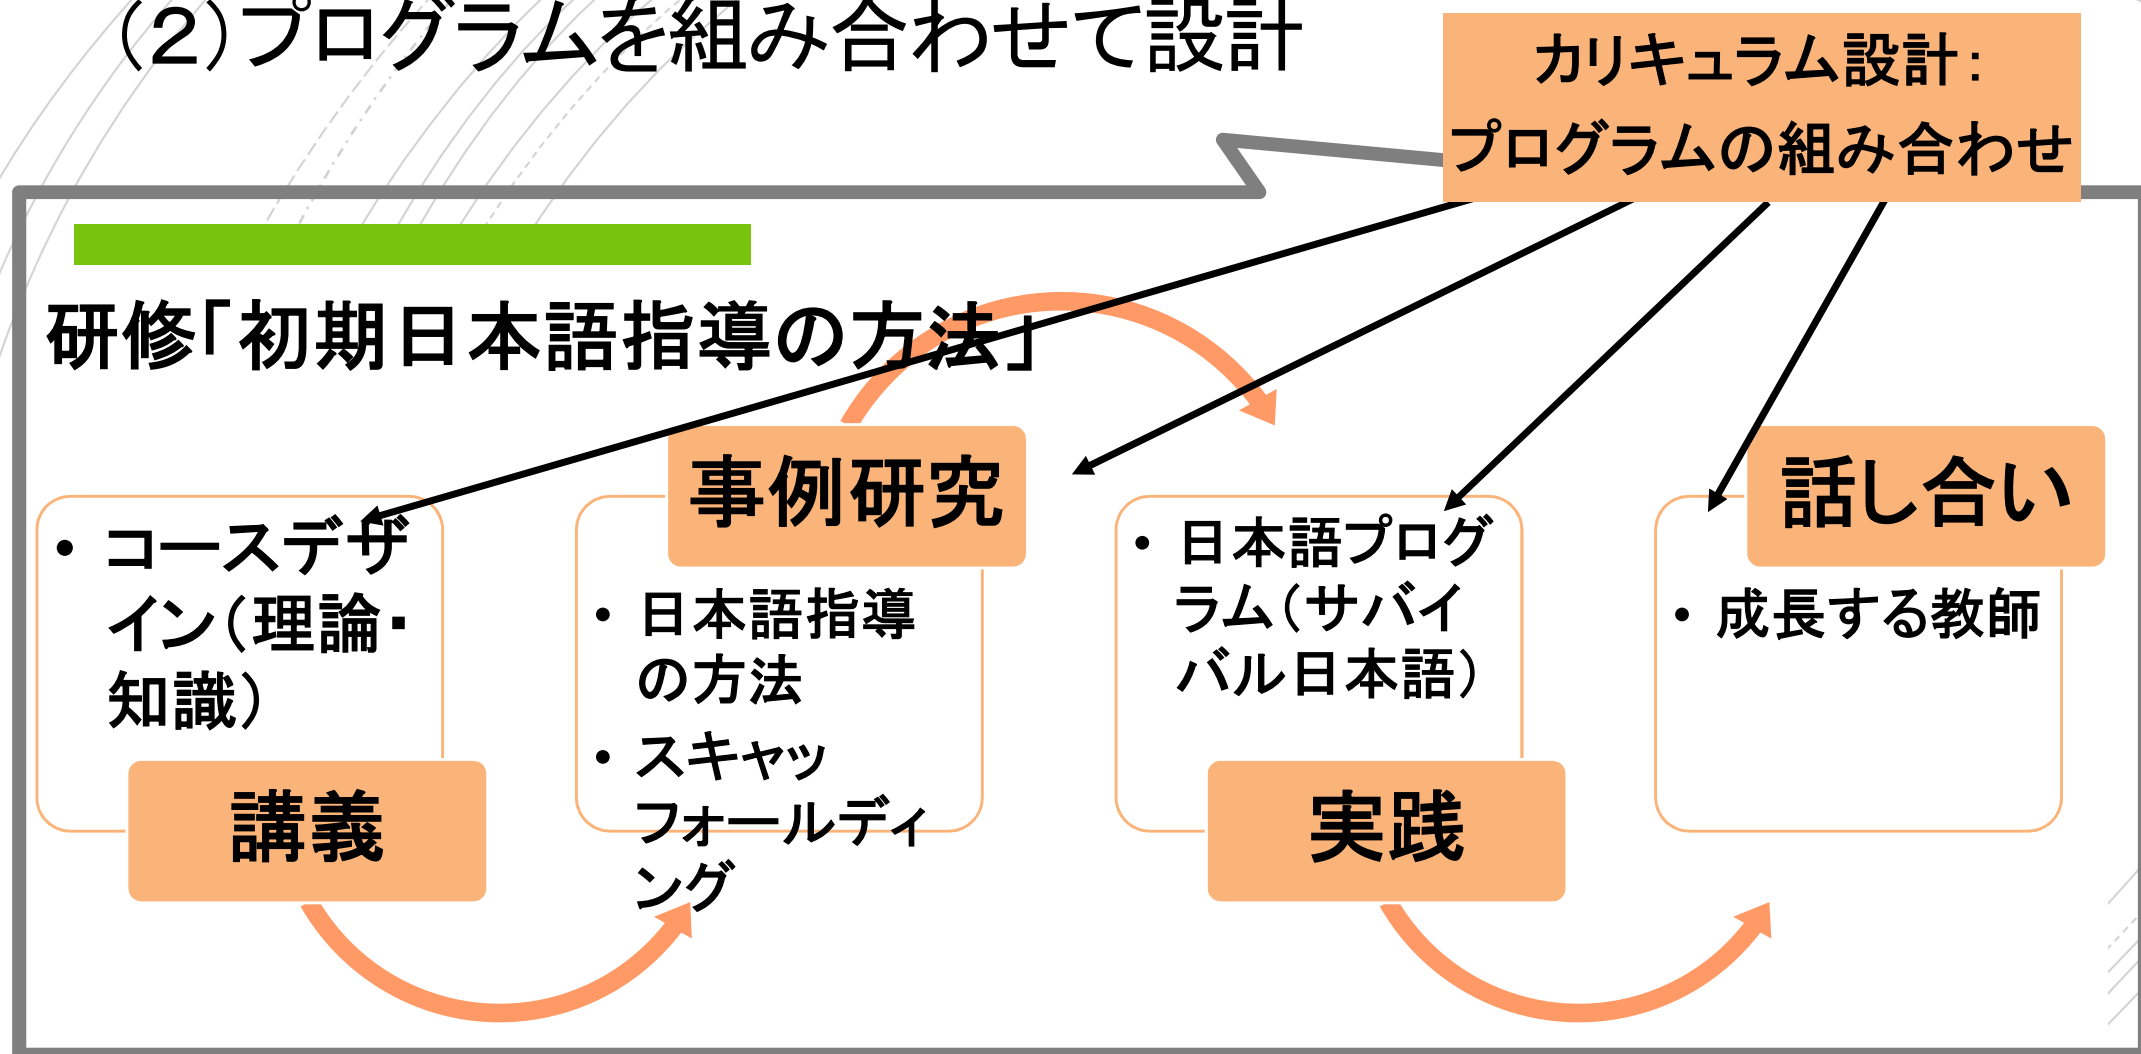 （２）プログラムを組み合わせて設計
カリキュラム設計：
プログラムの組み合わせ
研修「初期日本語指導の方法」
• コースデザ
イン（理論・
知識）
講義
事例研究
• 日本語指導
の方法
• スキャッ
フォールディ
ング
• 日本語プログ
ラム（サバイ
バル日本語）
実践
話し合い
• 成長する教師